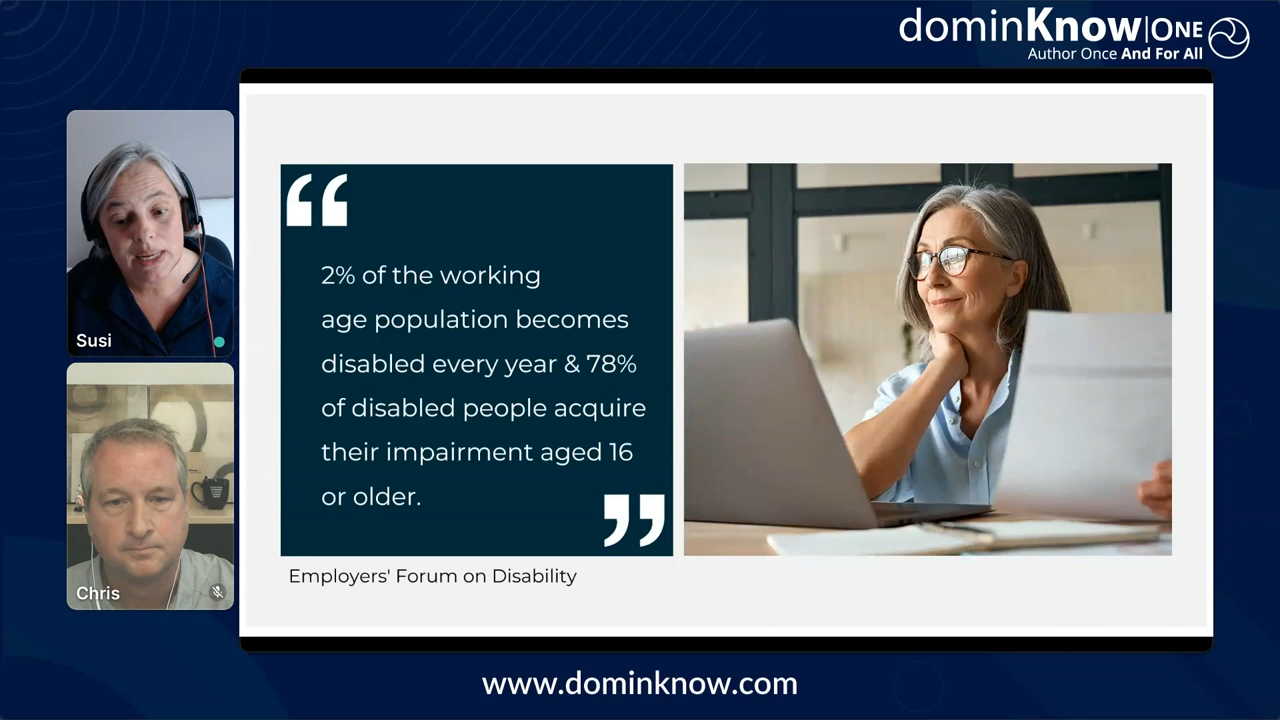 dominKnow|ONE
Author Once And For All
Susi
Chris
“
2% of the working
age population becomes
disabled every year & 78%
of disabled people acquire
their impairment aged 16
or older.
”
Employers' Forum on Disability
www.dominknow.com